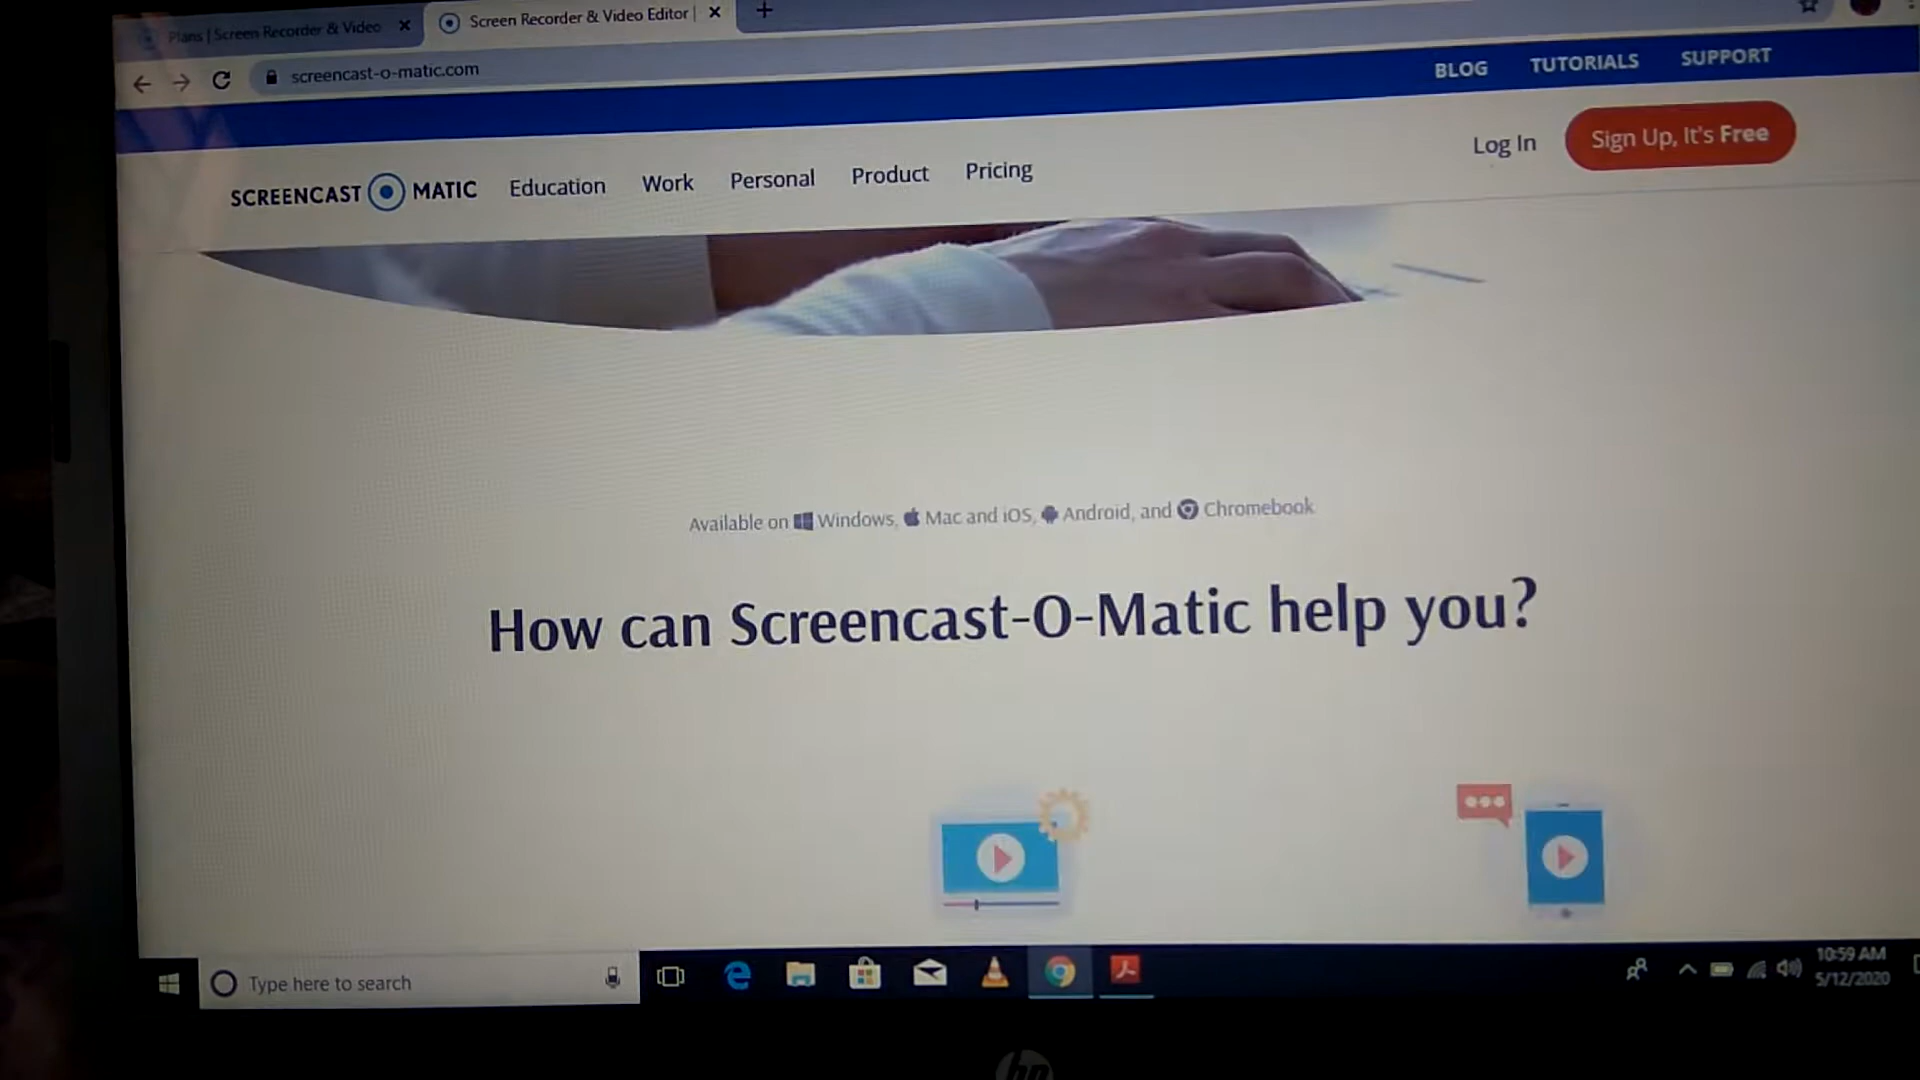 Plans | Screen Recorder & Video
Screen Recorder & Video Editor |
screencast-o-matic.com
BLOG TUTORIALS SUPPORT
SCREENCAST MATIC Education Work Personal Product Pricing
Log In Sign Up, It's Free
Available on Windows, Mac and iOS, Android, and Chromebook
How can Screencast-O-Matic help you?
Type here to search
10:59 AM
5/12/2020
hp